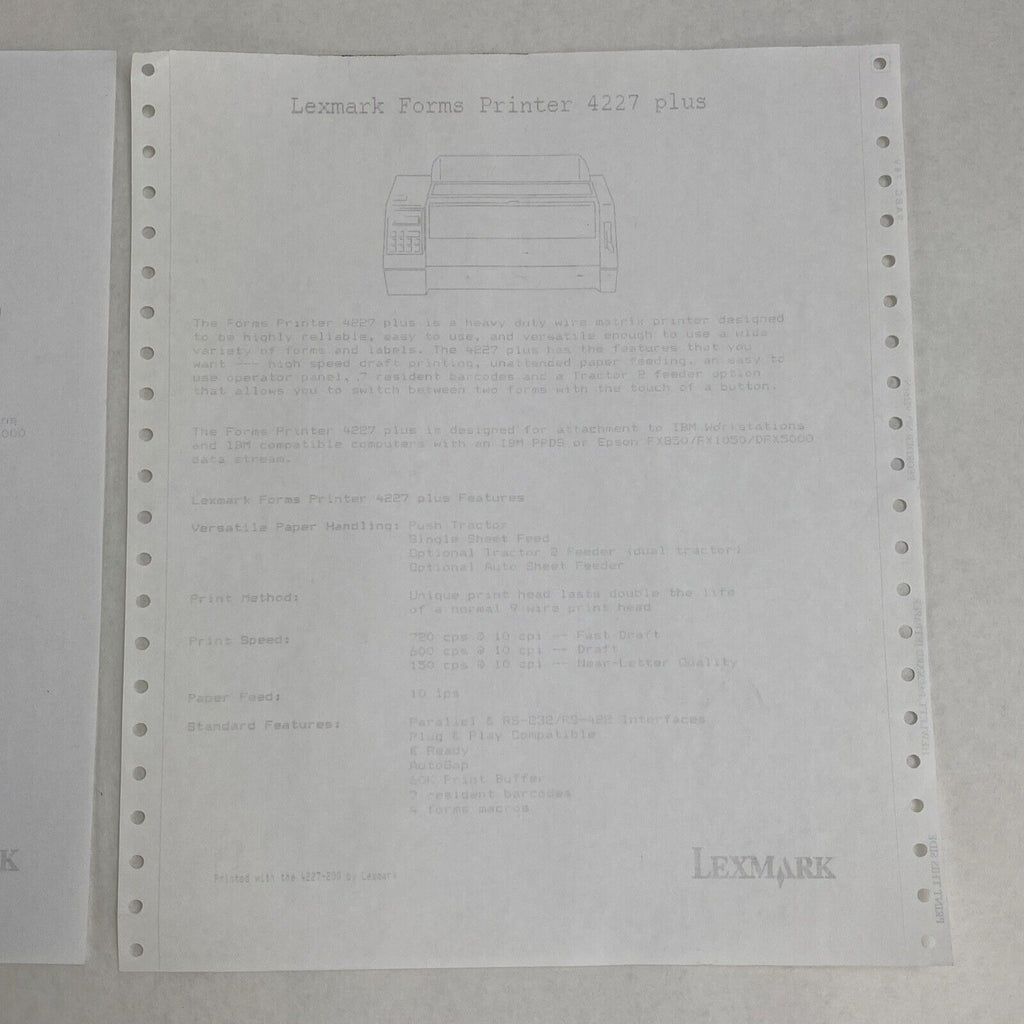 Lexmark Forms Printer 4227 plus
The Forms Printer 4227 plus is a heavy duty wire matrix printer designed
to be highly reliable, easy to use, and versatile enough to use a wide
variety of forms and labels. The 4227 plus has the features that you
want --- high speed draft printing, unattended paper feeding, an easy to
use operator panel, 7 resident barcodes and a Tractor 2 feeder option
that allows you to switch between two forms with the touch of a button.
The Forms Printer 4227 plus is designed for attachment to IBM Workstations
and IBM compatible computers with an IBM PPDS or Epson FX850/FX1050/DFX5000
data stream.
Lexmark Forms Printer 4227 plus Features
Versatile Paper Handling: Push Tractor
Single Sheet Feed
Optional Tractor 2 Feeder (dual tractor)
Optional Auto Sheet Feeder
Print Method: Unique print head lasts double the life
of a normal 9 wire print head
Print Speed: 720 cps @ 10 cpi -- Fast Draft
600 cps @ 10 cpi -- Draft
150 cps @ 10 cpi -- Near-Letter Quality
Paper Feed: 10 ips
Standard Features: Parallel & RS-232/RS-422 Interfaces
Plug & Play Compatible
€ Ready
AutoGap
60K Print Buffer
7 resident barcodes
4 forms macros
Printed with the 4227-200 by Lexmark
LEXMARK
PRINT THIS SIDE
000
K